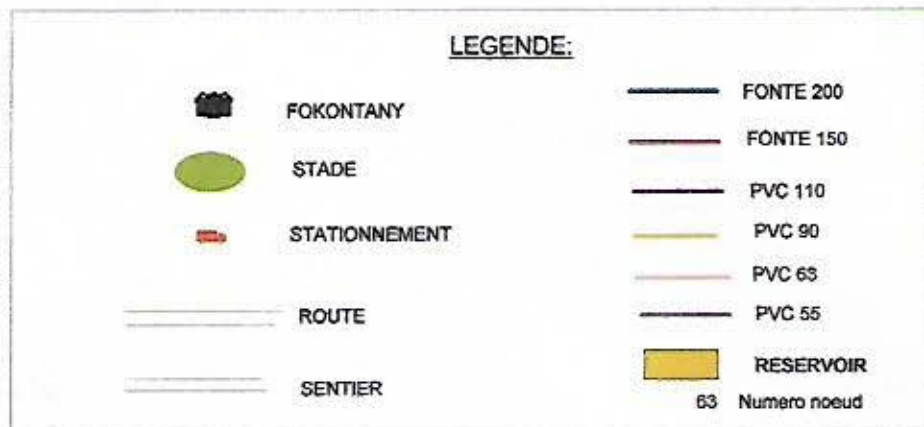 LEGENDE:
FOKONTANY
STADE
STATIONNEMENT
ROUTE
SENTIER
FONTE 200
FONTE 150
PVC 110
PVC 90
PVC 63
PVC 55
RESERVOIR
63 Numero noeud